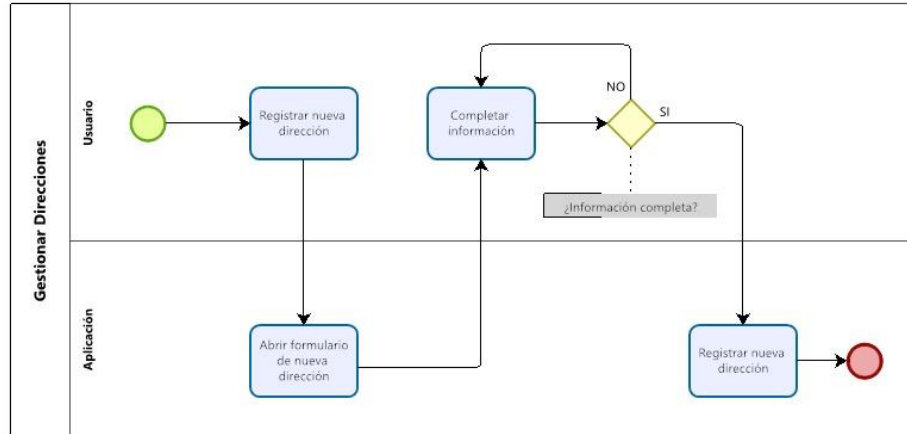 Gestionar Direcciones
Usuario
Registrar nueva
dirección
Completar
información
NO
SI
¿Información completa?
Aplicación
Abrir formulario
de nueva
dirección
Registrar nueva
dirección